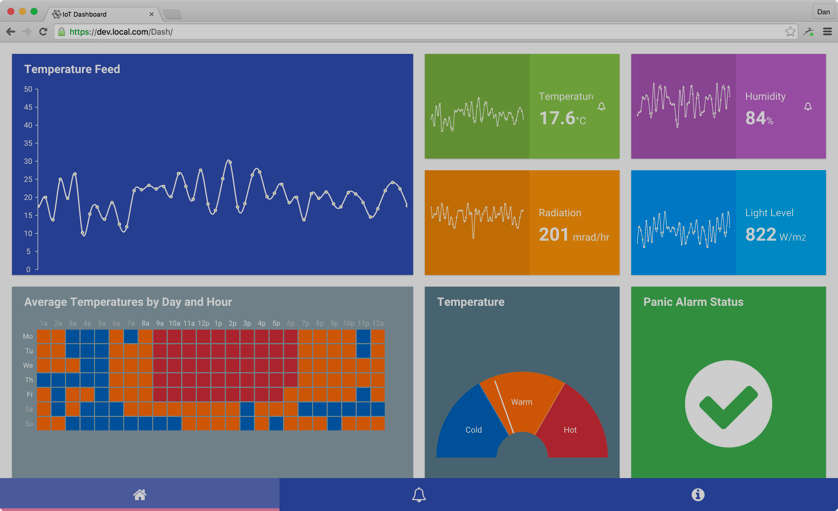 IoT Dashboard
Dan
https://dev.local.com/Dash/
Temperature Feed
50
45
40
35
30
25
20
15
10
5
0
Temperature
17.6°C
Humidity
84%
Radiation
201 mrad/hr
Light Level
822 W/m2
Average Temperatures by Day and Hour
1a 2a 3a 4a 5a 6a 7a 8a 9a 10a 11a 12p 1p 2p 3p 4p 5p 6p 7p 8p 9p 10p 11p 12a
Mo
Tu
We
Th
Fr
Sa
Su
Temperature
Cold
Warm
Hot
Panic Alarm Status